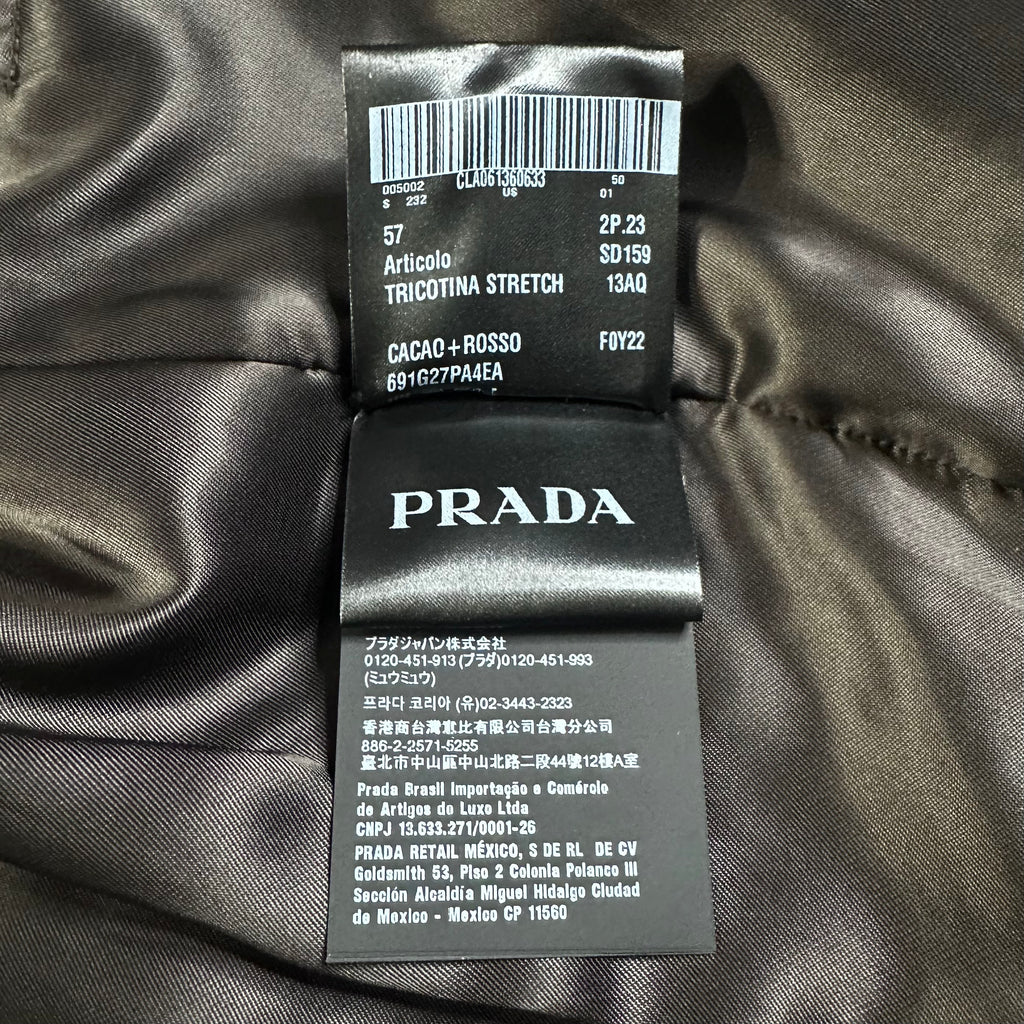 CLA061360633
005002 US 50
S 232 01
57 2P.23
Articolo SD159
TRICOTINA STRETCH 13AQ
CACAO+ROSSO F0Y22
691G27PA4EA
PRADA
プラダジャパン株式会社
0120-451-913(プラダ)0120-451-993
(ミュウミュウ)
프라다 코리아 (유)02-3443-2323
香港商台灣惠比有限公司台灣分公司
886-2-2571-5255
臺北市中山區中山北路二段44號12樓A室
Prada Brasil Importação e Comércio
de Artigos de Luxo Ltda
CNPJ 13.633.271/0001-26
PRADA RETAIL MÉXICO, S DE RL DE CV
Goldsmith 53, Piso 2 Colonia Polanco III
Sección Alcaldía Miguel Hidalgo Ciudad
de Mexico - Mexico CP 11560